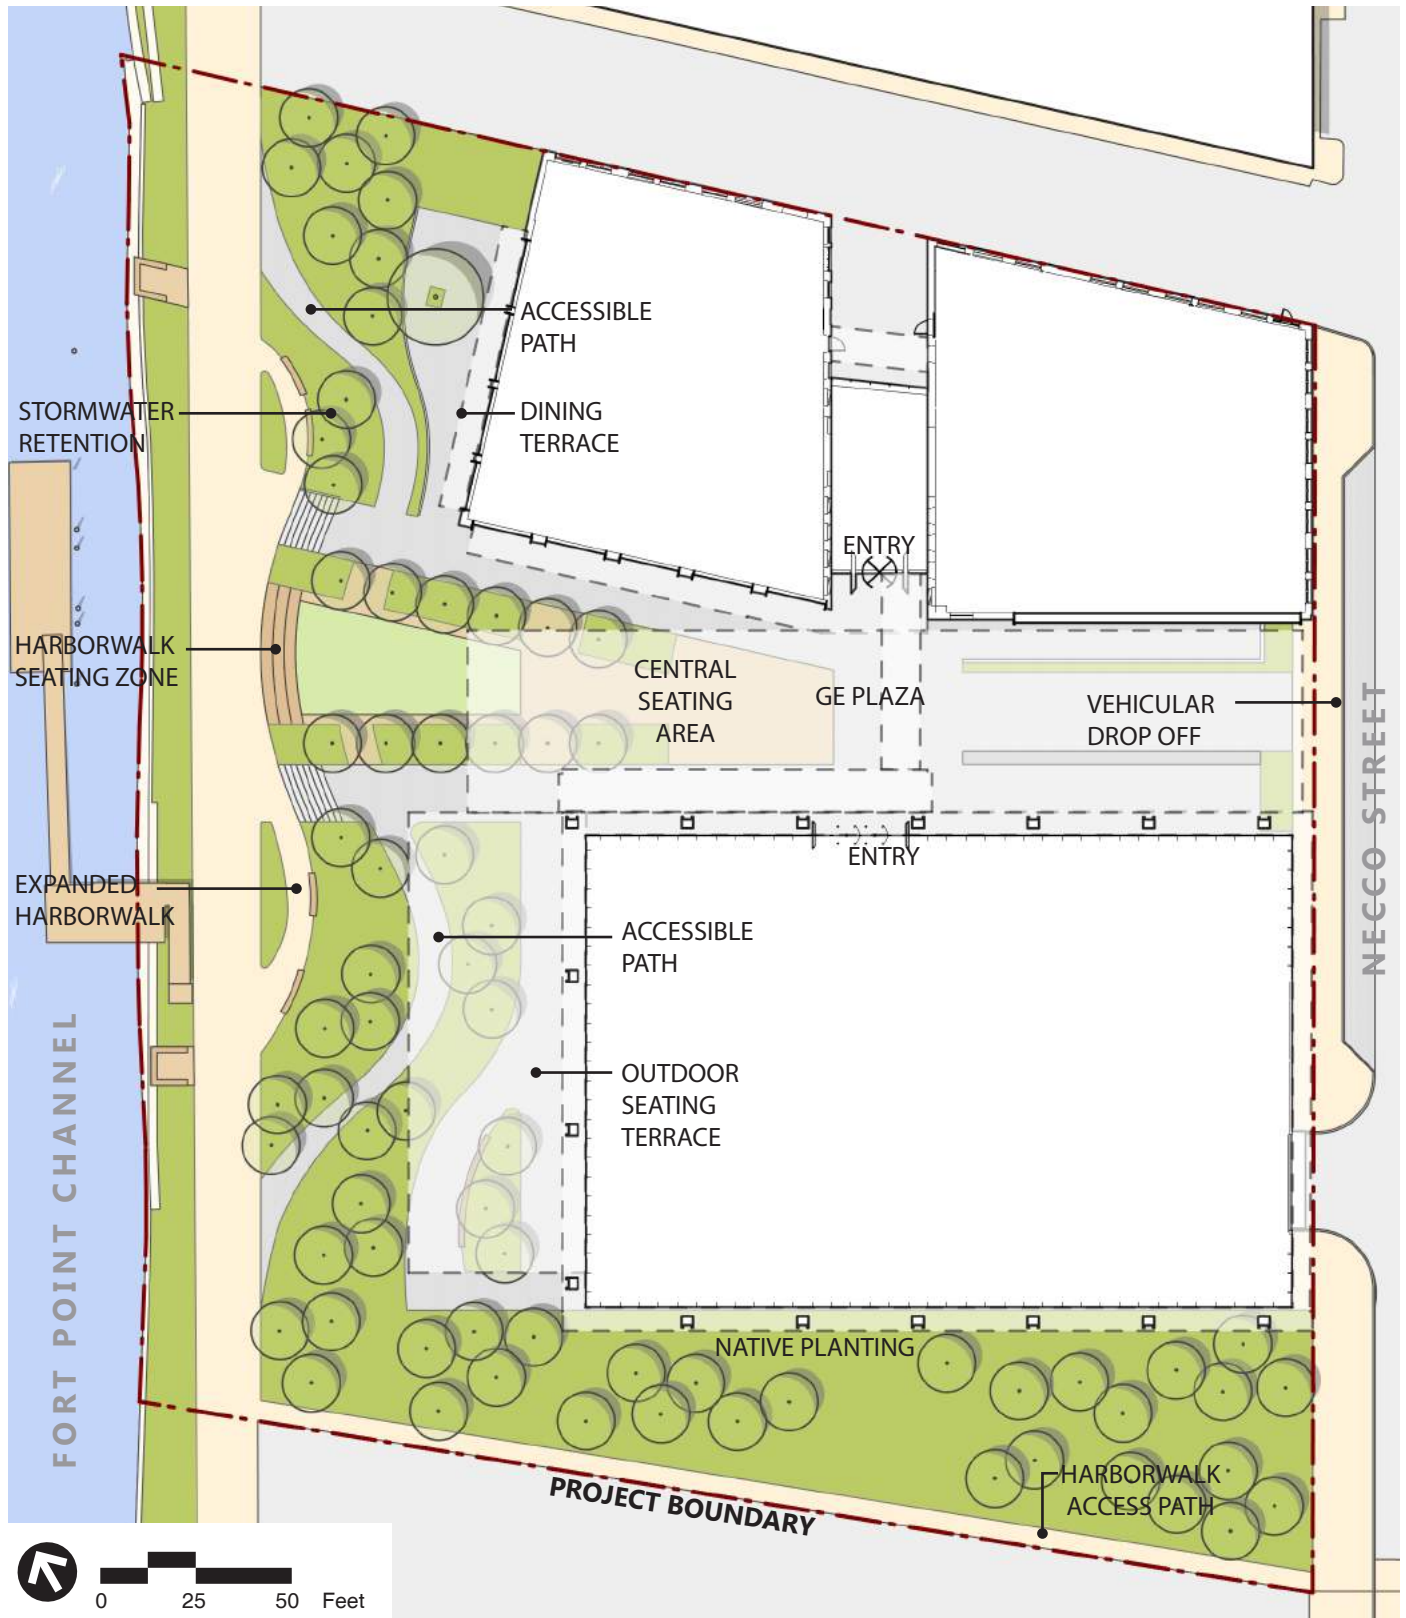 ACCESSIBLE
PATH
STORMWATER
RETENTION
DINING
TERRACE
ENTRY
HARBORWALK
SEATING ZONE
CENTRAL
SEATING
AREA
GE PLAZA
VEHICULAR
DROP OFF
NECCO STREET
ENTRY
EXPANDED
HARBORWALK
ACCESSIBLE
PATH
OUTDOOR
SEATING
TERRACE
FORT POINT CHANNEL
NATIVE PLANTING
HARBORWALK
ACCESS PATH
PROJECT BOUNDARY
0 25 50 Feet